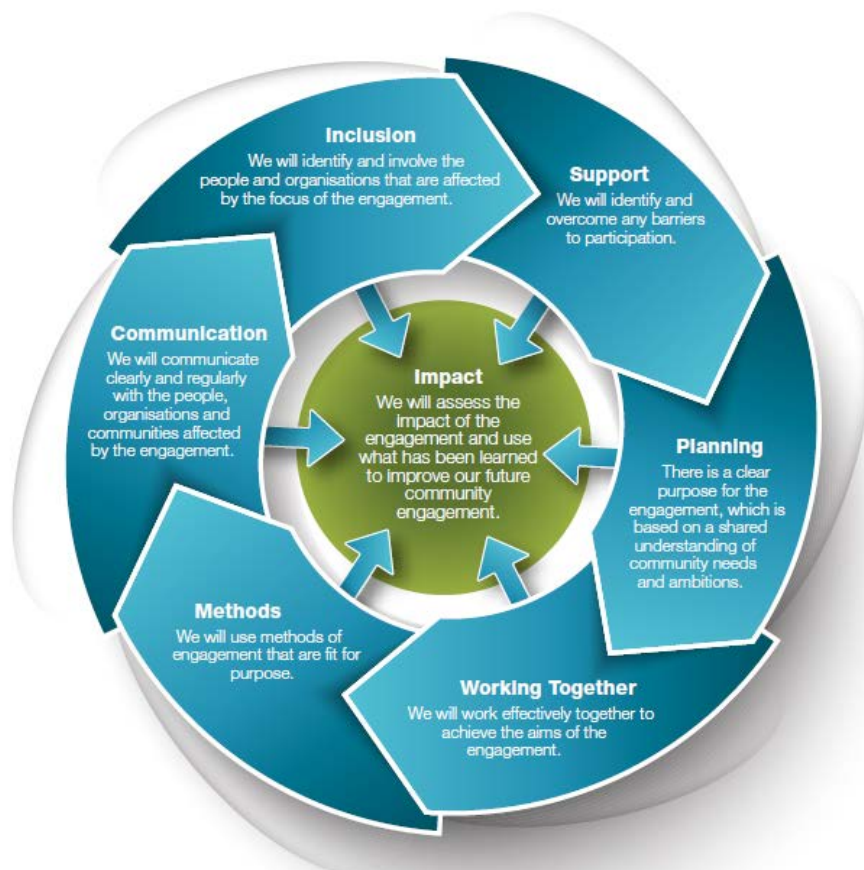 Inclusion
We will identify and involve the
people and organisations that are affected
by the focus of the engagement.
Support
We will identify and
overcome any barriers
to participation.
Planning
There is a clear
purpose for the
engagement, which is
based on a shared
understanding of
community needs
and ambitions.
Working Together
We will work effectively together to
achieve the aims of the
engagement.
Methods
We will use methods of
engagement that are fit for
purpose.
Communication
We will communicate
clearly and regularly
with the people,
organisations and
communities affected
by the engagement.
Impact
We will assess the
impact of the
engagement and use
what has been learned
to improve our future
community
engagement.